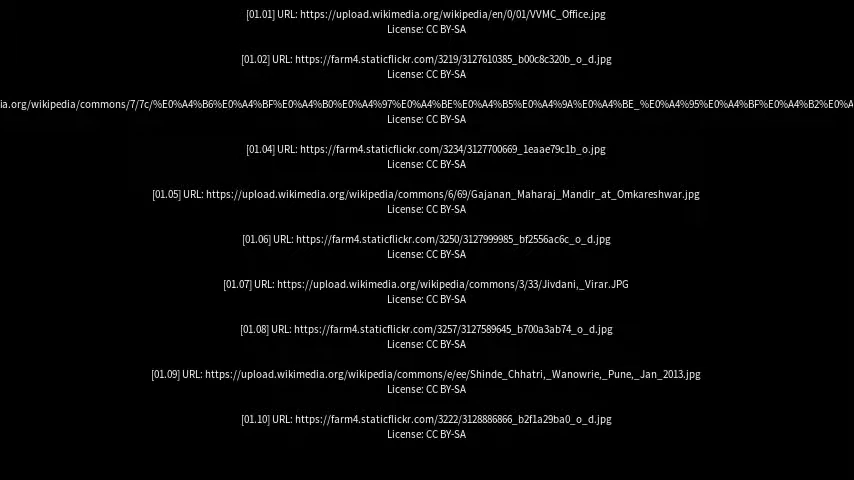 [01.01] URL: https://upload.wikimedia.org/wikipedia/en/0/01/VVMC_Office.jpg
License: CC BY-SA
[01.02] URL: https://farm4.staticflickr.com/3219/3127610385_b00c8c320b_o_d.jpg
License: CC BY-SA
ia.org/wikipedia/commons/7/7c/%E0%A4%B6%E0%A4%BF%E0%A4%B0%E0%A4%97%E0%A4%BE%E0%A4%B5%E0%A4%9A%E0%A4%BE_%E0%A4%95%E0%A4%BF%E0%A4%B2%E0%A
License: CC BY-SA
[01.04] URL: https://farm4.staticflickr.com/3234/3127700669_1eaae79c1b_o.jpg
License: CC BY-SA
[01.05] URL: https://upload.wikimedia.org/wikipedia/commons/6/69/Gajanan_Maharaj_Mandir_at_Omkareshwar.jpg
License: CC BY-SA
[01.06] URL: https://farm4.staticflickr.com/3250/3127999985_bf2556ac6c_o_d.jpg
License: CC BY-SA
[01.07] URL: https://upload.wikimedia.org/wikipedia/commons/3/33/Jivdani,_Virar.JPG
License: CC BY-SA
[01.08] URL: https://farm4.staticflickr.com/3257/3127589645_b700a3ab74_o_d.jpg
License: CC BY-SA
[01.09] URL: https://upload.wikimedia.org/wikipedia/commons/e/ee/Shinde_Chhatri,_Wanowrie,_Pune,_Jan_2013.jpg
License: CC BY-SA
[01.10] URL: https://farm4.staticflickr.com/3222/3128886866_b2f1a29ba0_o_d.jpg
License: CC BY-SA